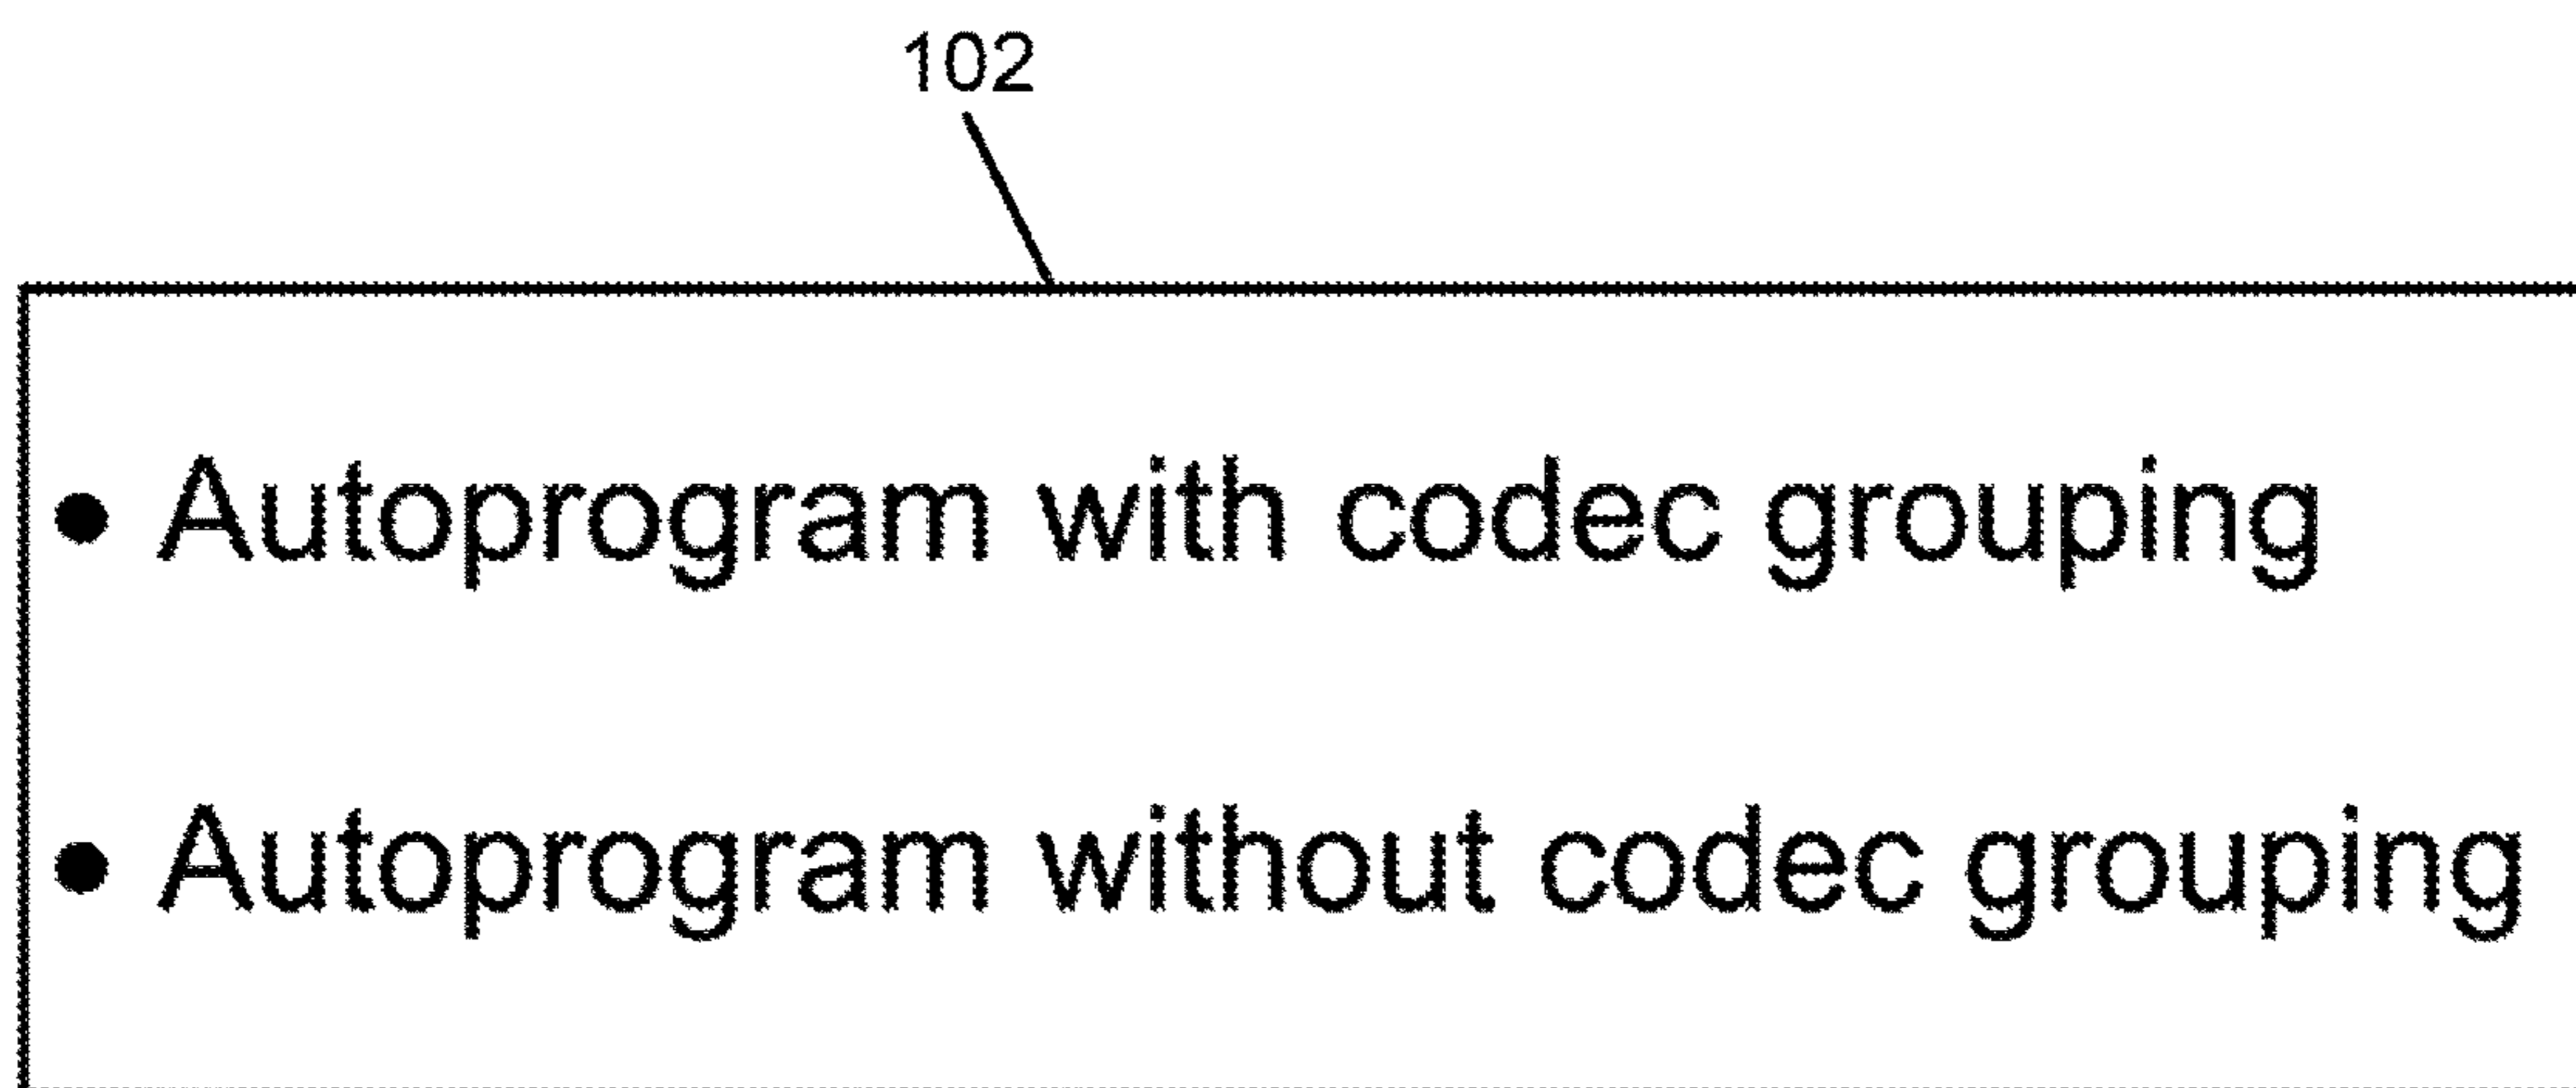 102
• Autoprogram with codec grouping
• Autoprogram without codec grouping